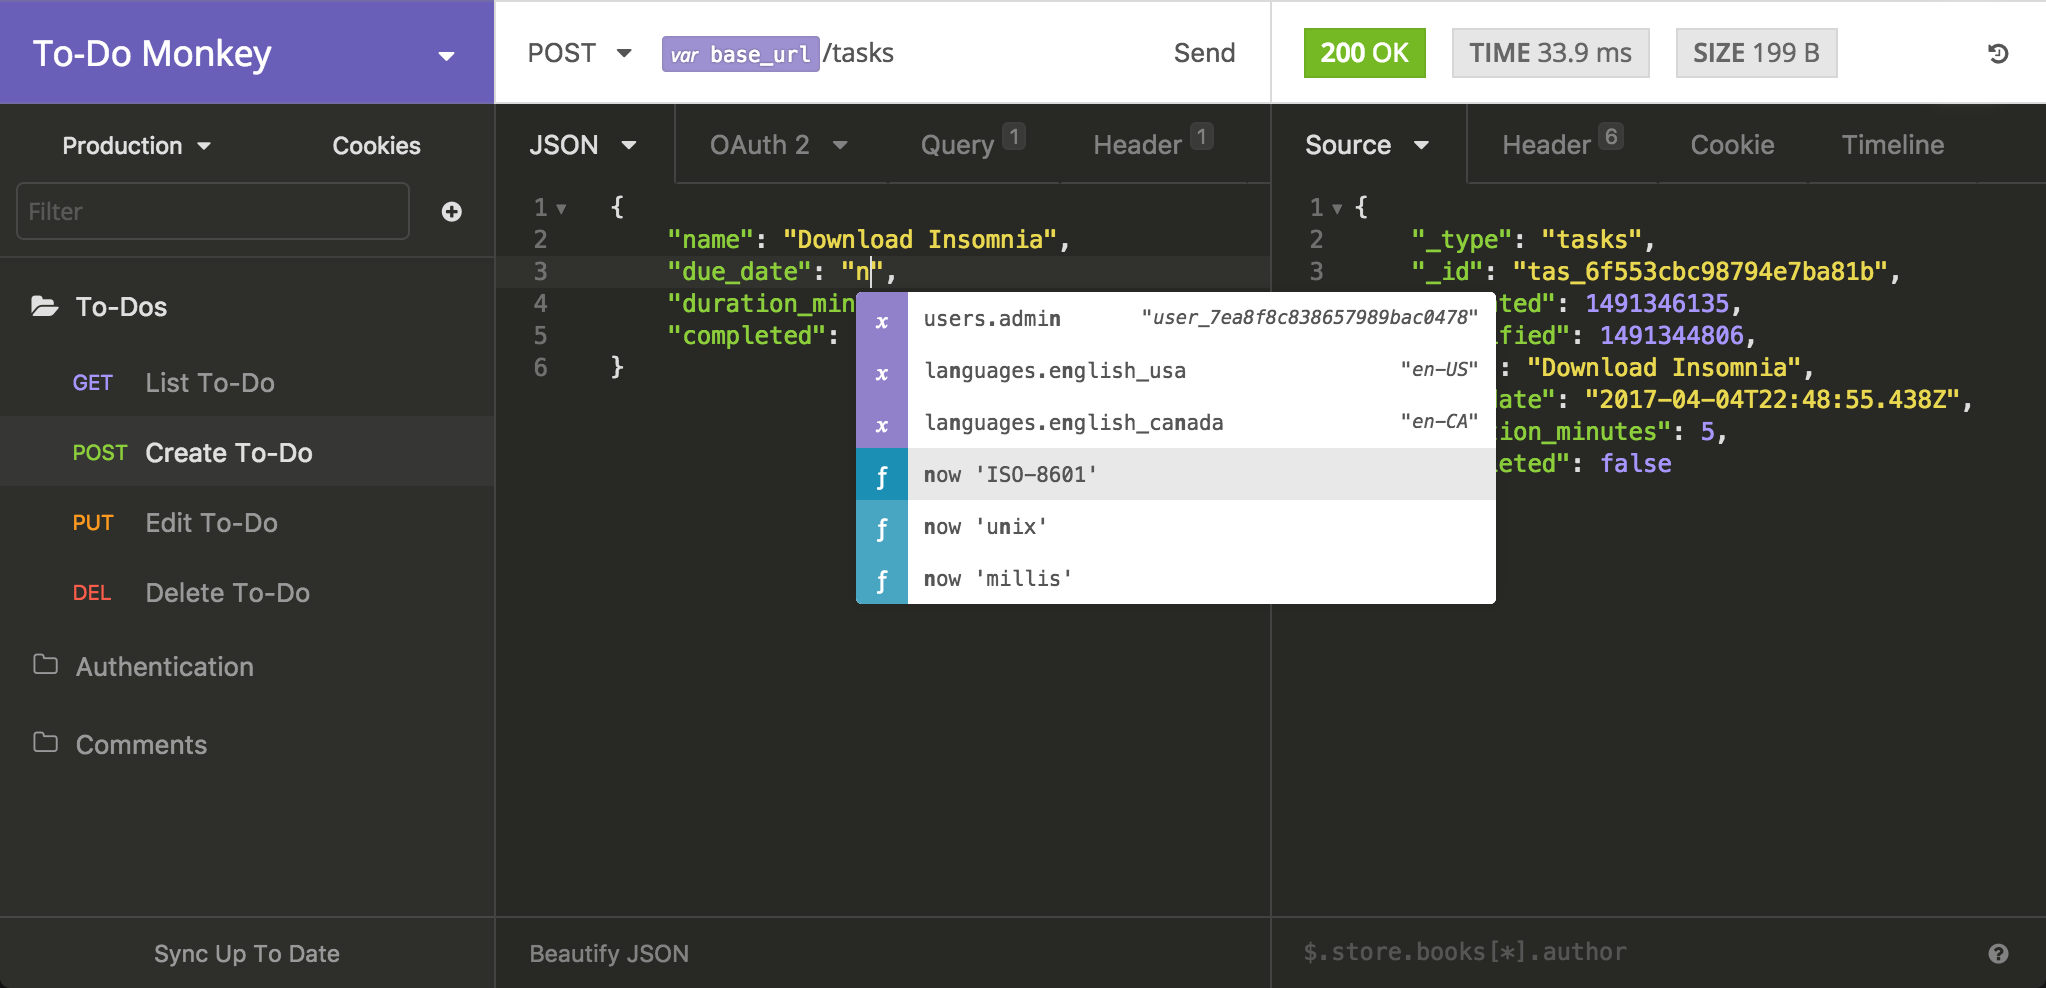 To-Do Monkey
Production
Cookies
Filter
To-Dos
GET List To-Do
POST Create To-Do
PUT Edit To-Do
DEL Delete To-Do
Authentication
Comments
Sync Up To Date
POST var base_url/tasks Send
JSON OAuth 2 Query 1 Header 1
1 {
2 "name": "Download Insomnia",
3 "due_date": "n",
4 "duration_min
5 "completed":
6 }
x users.admin "user_7ea8f8c838657989bac0478"
x languages.english_usa "en-US"
x languages.english_canada "en-CA"
ƒ now 'ISO-8601'
ƒ now 'unix'
ƒ now 'millis'
Beautify JSON
200 OK TIME 33.9 ms SIZE 199 B
Source Header 6 Cookie Timeline
1 {
2 "_type": "tasks",
3 "_id": "tas_6f553cbc98794e7ba81b",
ted": 1491346135,
fied": 1491344806,
: "Download Insomnia",
ate": "2017-04-04T22:48:55.438Z",
ion_minutes": 5,
eted": false
$.store.books[*].author